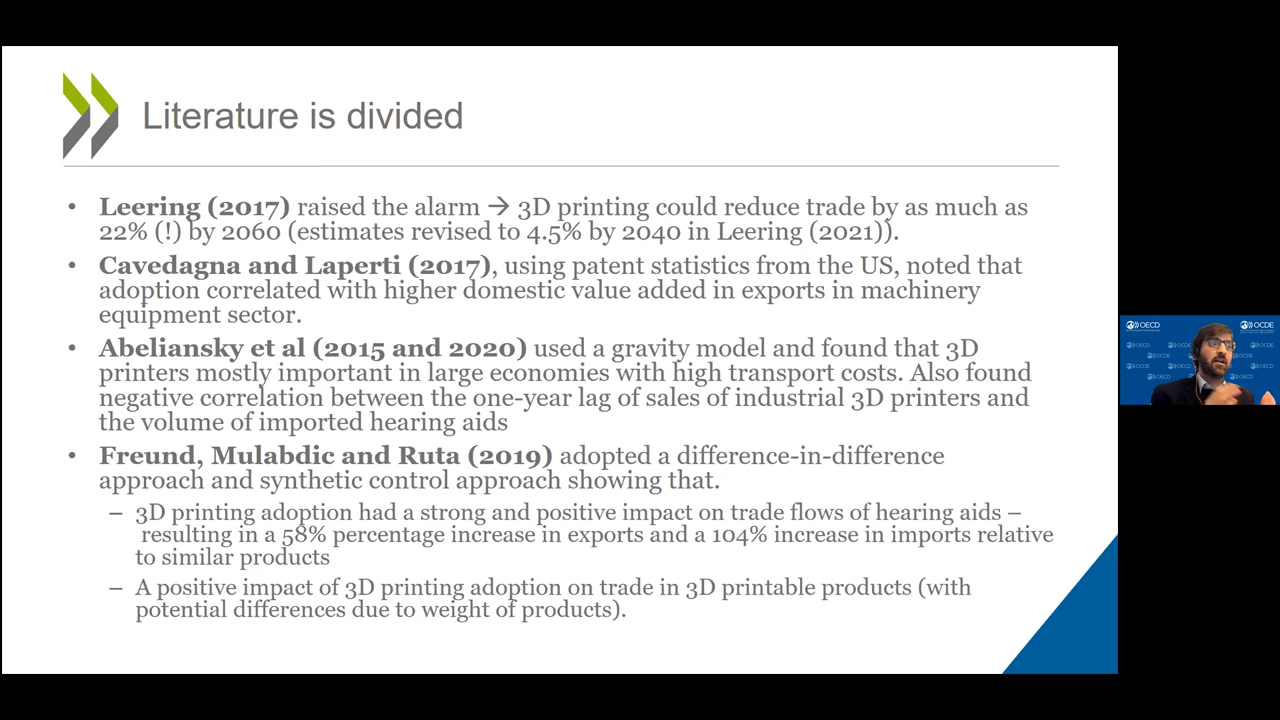 Literature is divided
• Leering (2017) raised the alarm → 3D printing could reduce trade by as much as
22% (!) by 2060 (estimates revised to 4.5% by 2040 in Leering (2021)).
• Cavedagna and Laperti (2017), using patent statistics from the US, noted that
adoption correlated with higher domestic value added in exports in machinery
equipment sector.
• Abeliansky et al (2015 and 2020) used a gravity model and found that 3D
printers mostly important in large economies with high transport costs. Also found
negative correlation between the one-year lag of sales of industrial 3D printers and
the volume of imported hearing aids
• Freund, Mulabdic and Ruta (2019) adopted a difference-in-difference
approach and synthetic control approach showing that.
– 3D printing adoption had a strong and positive impact on trade flows of hearing aids –
resulting in a 58% percentage increase in exports and a 104% increase in imports relative
to similar products
– A positive impact of 3D printing adoption on trade in 3D printable products (with
potential differences due to weight of products).
OECD
OCDE